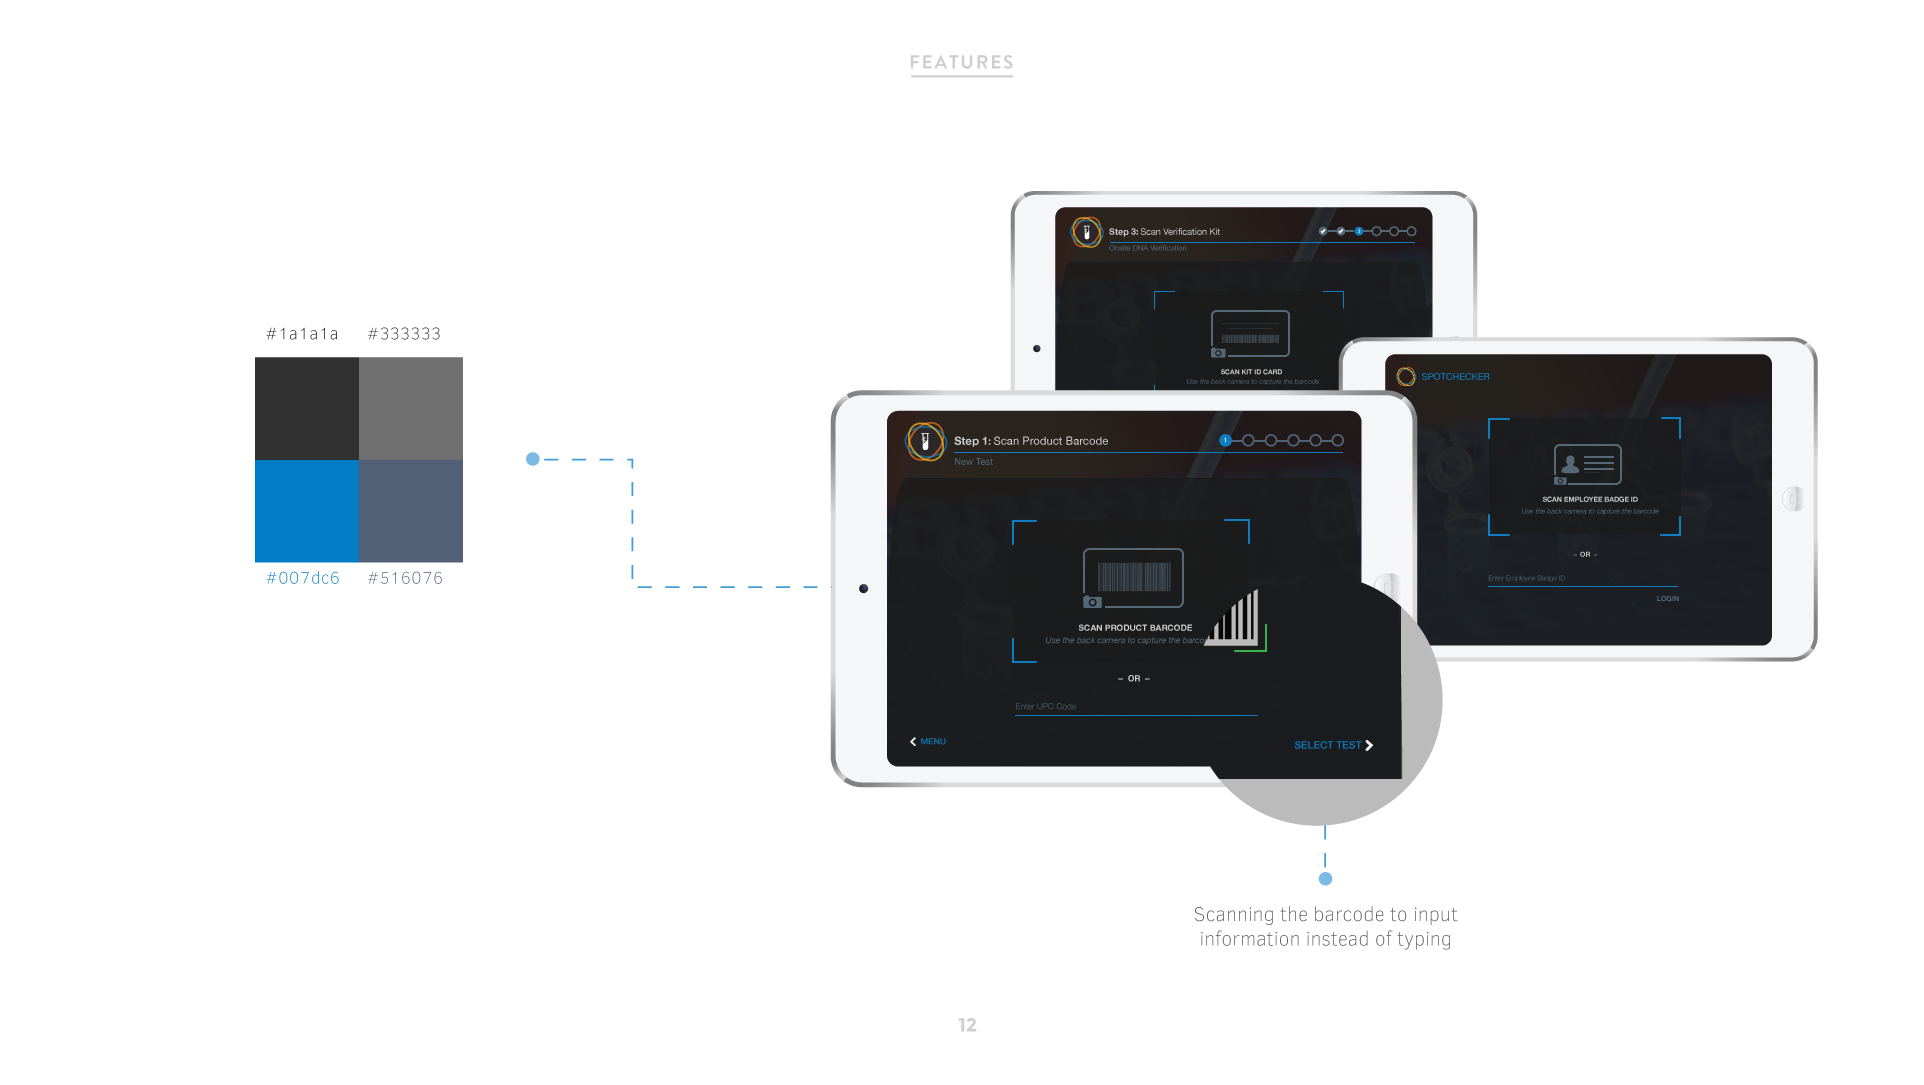 FEATURES
#1a1a1a #333333
#007dc6 #516076
Step 3: Scan Verification Kit
3
Onsite DNA Verification
SCAN KIT ID CARD
Use the back camera to capture the barcode
SPOTCHECKER
SCAN EMPLOYEE BADGE ID
Use the back camera to capture the barcode
- OR -
Enter Employee Badge ID
LOGIN
Step 1: Scan Product Barcode
1
New Test
SCAN PRODUCT BARCODE
Use the back camera to capture the barco
– OR –
Enter UPC Code
MENU
SELECT TEST
Scanning the barcode to input
information instead of typing
12